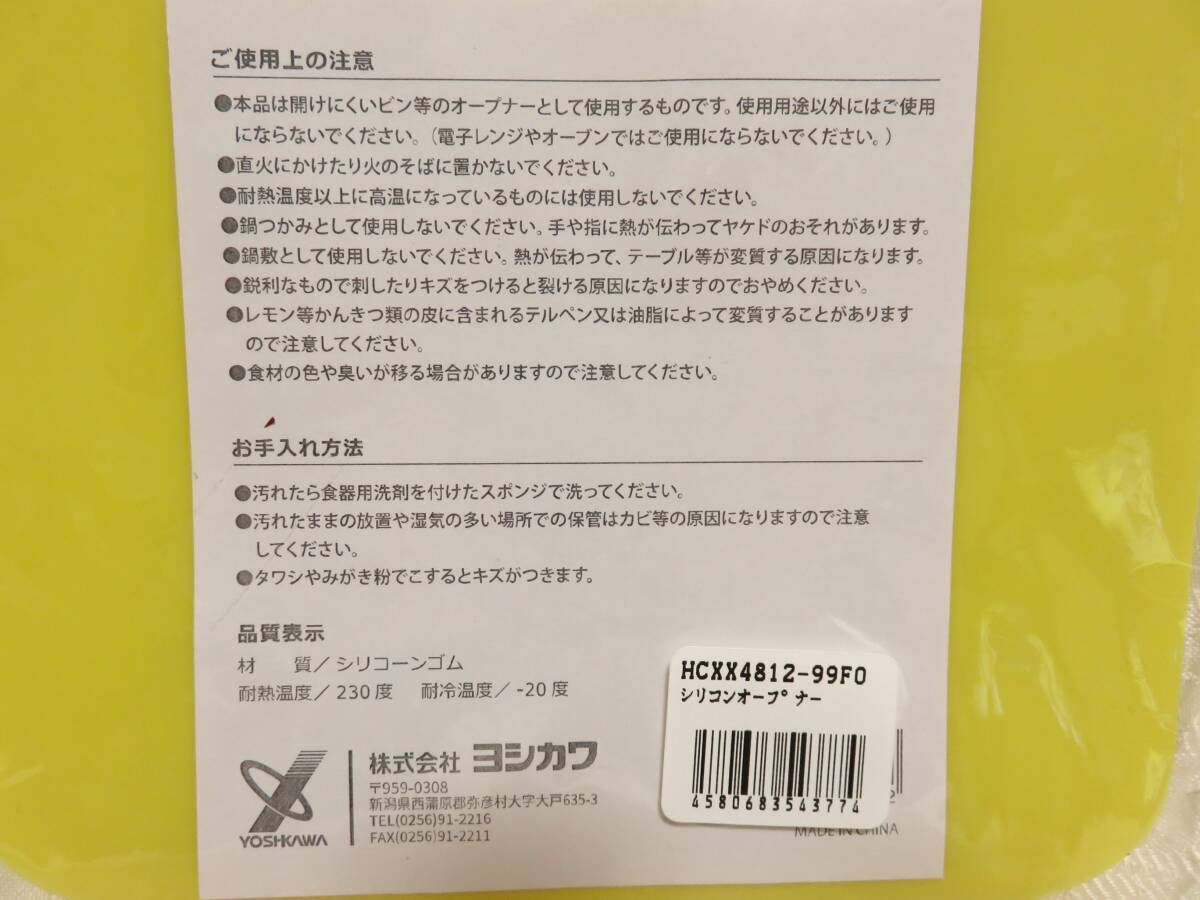 ご使用上の注意
●本品は開けにくいビン等のオープナーとして使用するものです。使用用途以外にはご使用
にならないでください。（電子レンジやオーブンではご使用にならないでください。）
●直火にかけたり火のそばに置かないでください。
●耐熱温度以上に高温になっているものには使用しないでください。
●鍋つかみとして使用しないでください。手や指に熱が伝わってヤケドのおそれがあります。
●鍋敷として使用しないでください。熱が伝わって、テーブル等が変質する原因になります。
●鋭利なもので刺したりキズをつけると裂ける原因になりますのでおやめください。
●レモン等かんきつ類の皮に含まれるテルペン又は油脂によって変質することがあります
ので注意してください。
●食材の色や臭いが移る場合がありますので注意してください。
お手入れ方法
●汚れたら食器用洗剤を付けたスポンジで洗ってください。
●汚れたままの放置や湿気の多い場所での保管はカビ等の原因になりますので注意
してください。
●タワシやみがき粉でこするとキズがつきます。
品質表示
材　質／シリコーンゴム
耐熱温度／230度　耐冷温度／-20度
YOSHKAWA
株式会社 ヨシカワ
〒959-0308
新潟県西蒲原郡弥彦村大字大戸635-3
TEL(0256)91-2216
FAX(0256)91-2211
HCXX4812-99F0
シリコンオープナー
4580683543774
2
MADE IN CHINA